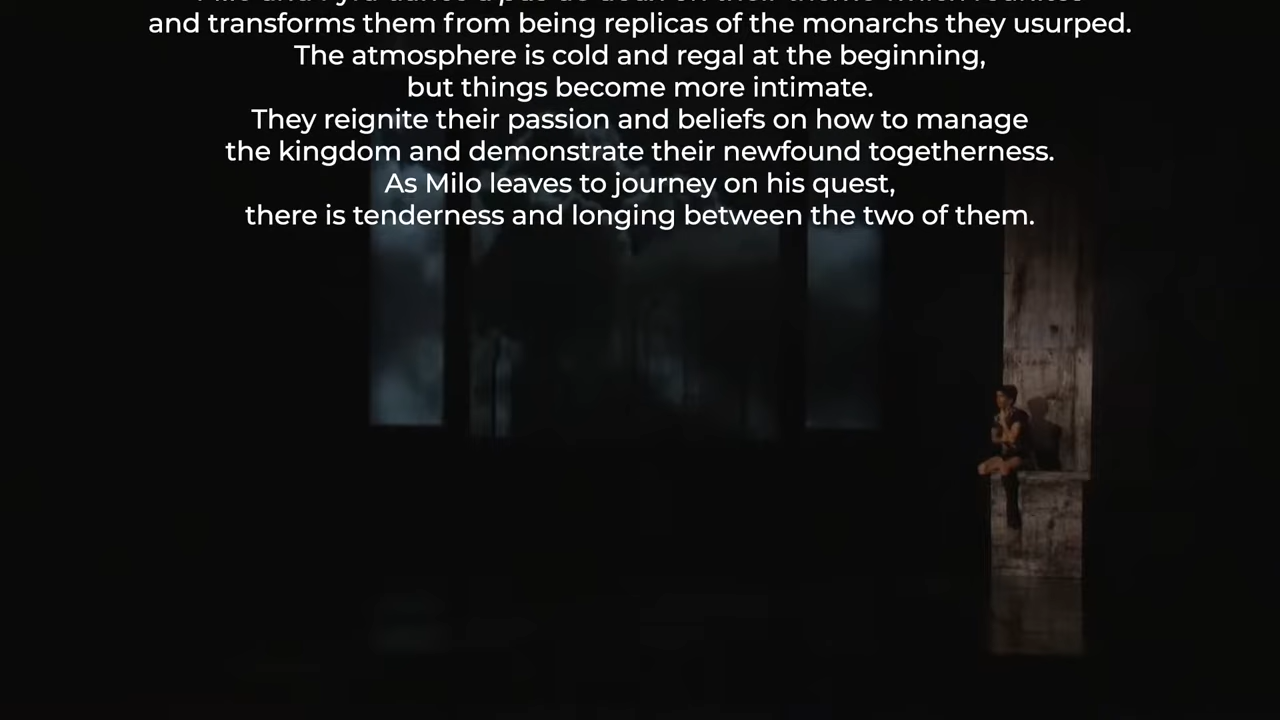 and transforms them from being replicas of the monarchs they usurped.
The atmosphere is cold and regal at the beginning,
but things become more intimate.
They reignite their passion and beliefs on how to manage
the kingdom and demonstrate their newfound togetherness.
As Milo leaves to journey on his quest,
there is tenderness and longing between the two of them.